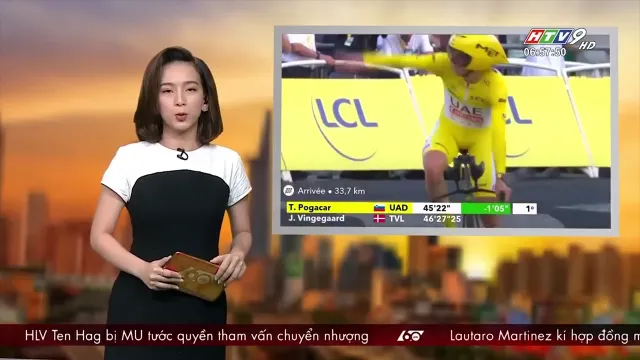 HTV9 HD
06:57:50
MET
LCL
UAE
Arrivée • 33,7 km
T. Pogacar UAD 45'22" -1'05" 1°
J. Vingegaard TVL 46'27"25
HLV Ten Hag bị MU tước quyền tham vấn chuyển nhượng 60 Lautaro Martinez kí hợp đồng m